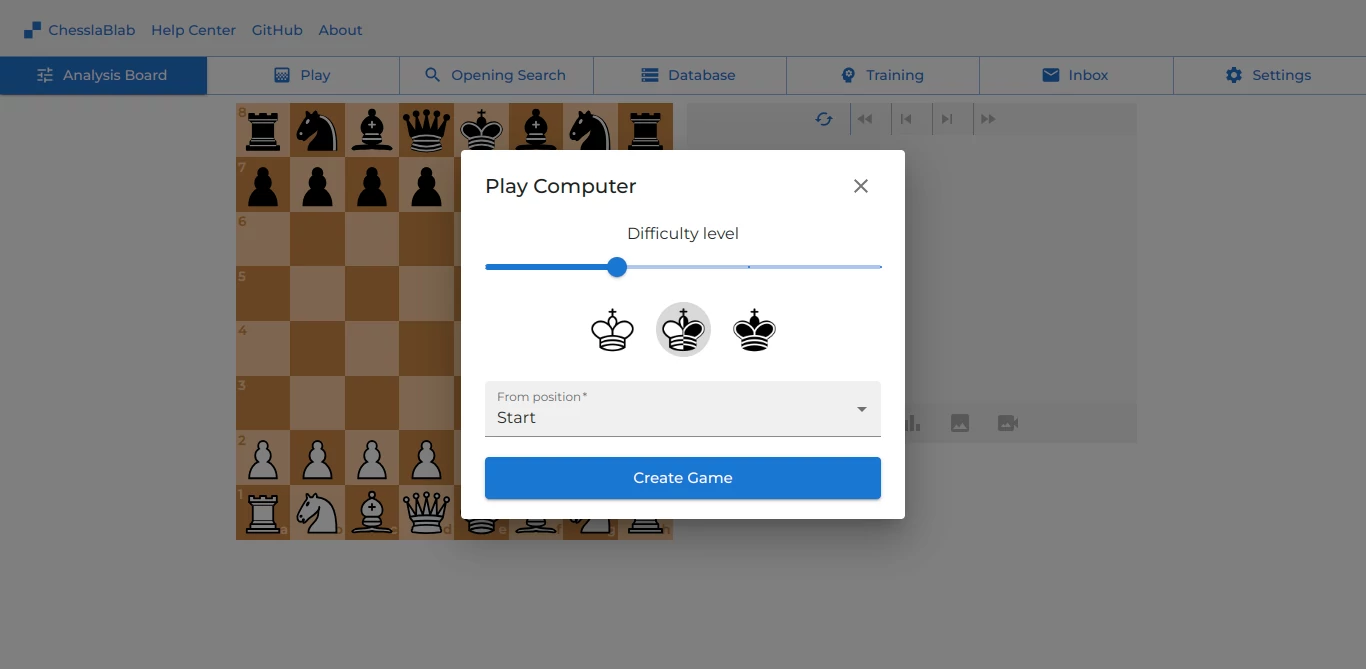 ChesslaBlab Help Center GitHub About
Analysis Board Play Opening Search Database Training Inbox Settings
8
7
6
5
4
3
2
1
a b c d e f g h
Play Computer
Difficulty level
From position*
Start
Create Game